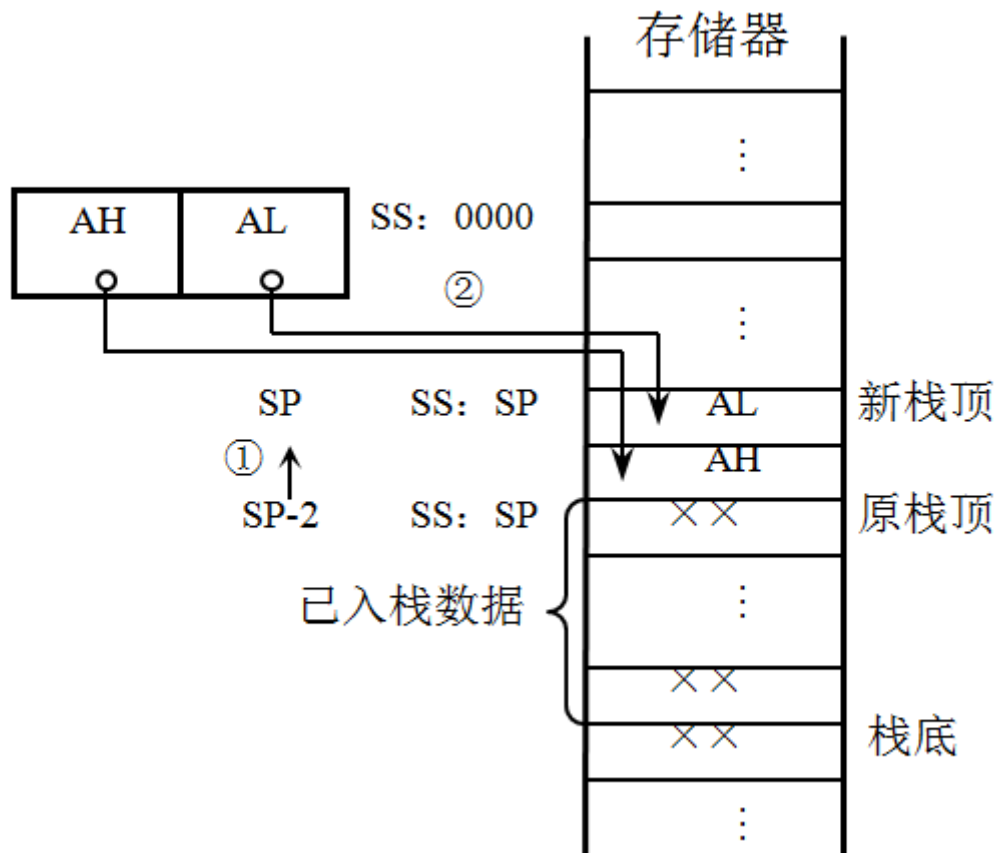 存储器
⋮
AH AL SS：0000
②
⋮
SP SS：SP AL 新栈顶
① AH
SP-2 SS：SP ×× 原栈顶
已入栈数据 ⋮
××
×× 栈底
⋮